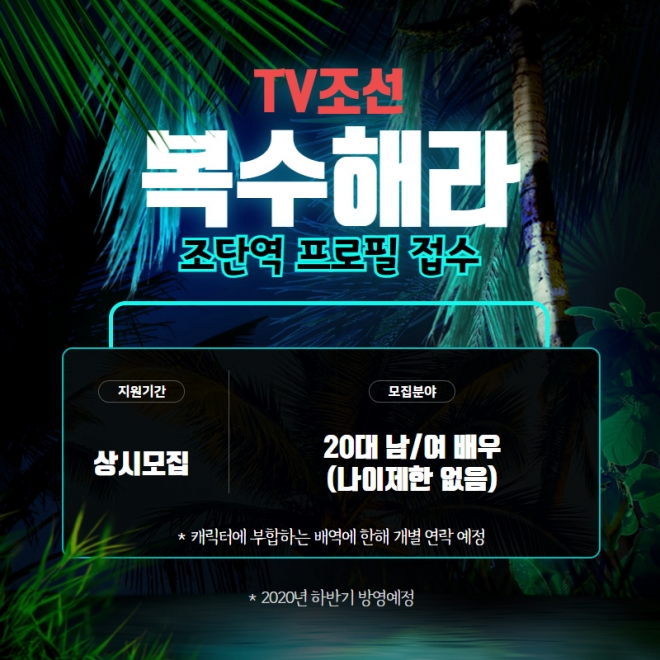 TV조선
복수해라
조단역 프로필 접수
지원기간
상시모집
모집분야
20대 남/여 배우
(나이제한 없음)
* 캐릭터에 부합하는 배역에 한해 개별 연락 예정
* 2020년 하반기 방영예정